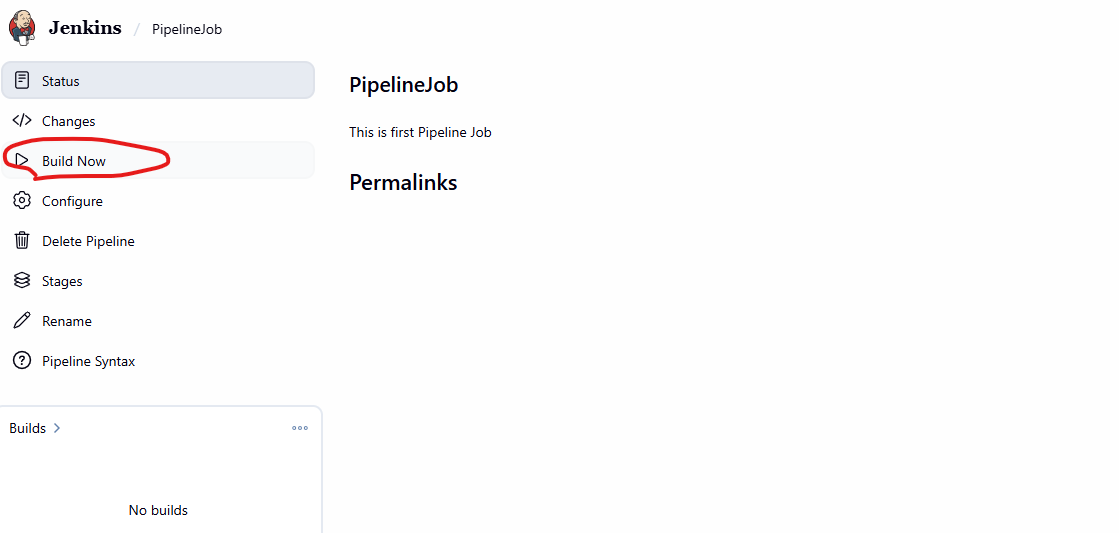 Jenkins / PipelineJob
Status
Changes
Build Now
Configure
Delete Pipeline
Stages
Rename
Pipeline Syntax
Builds
No builds
PipelineJob
This is first Pipeline Job
Permalinks